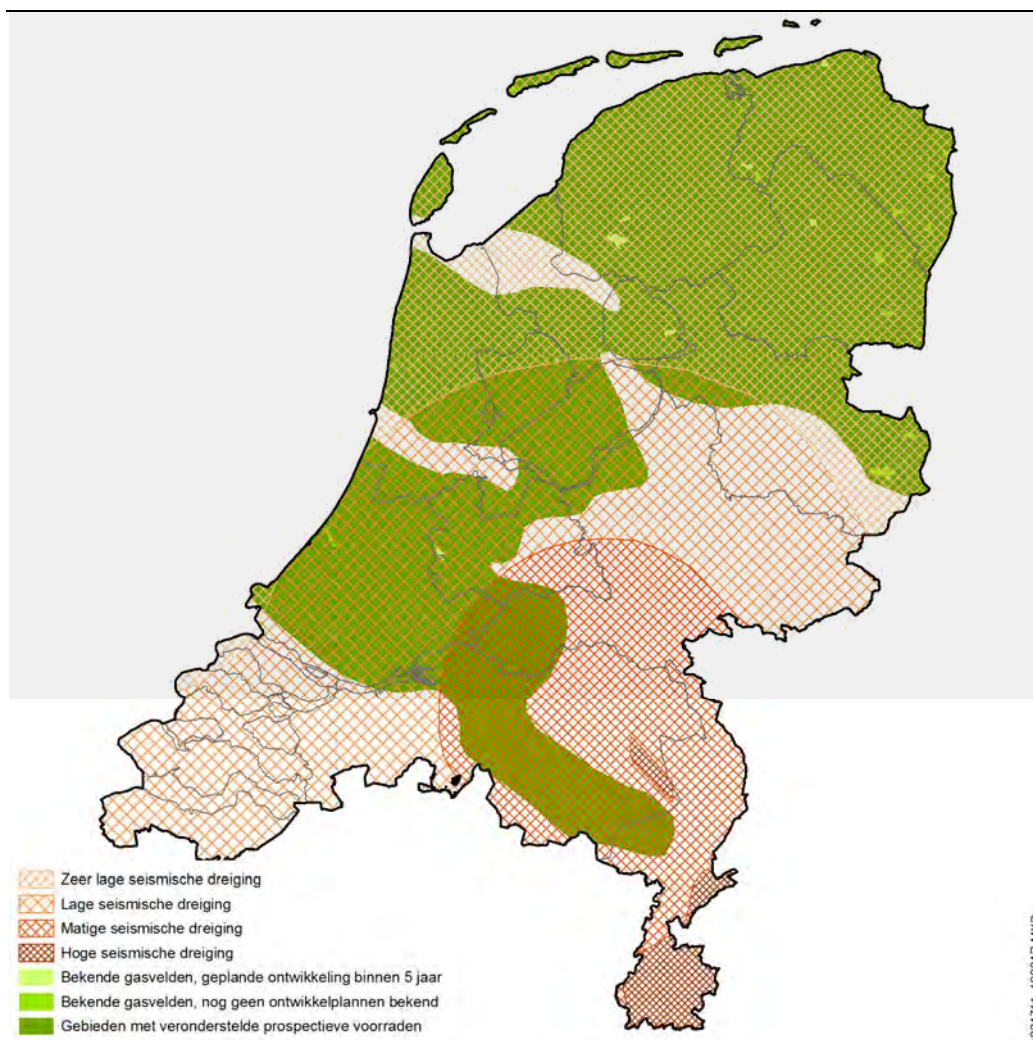 Zeer lage seismische dreiging
Lage seismische dreiging
Matige seismische dreiging
Hoge seismische dreiging
Bekende gasvelden, geplande ontwikkeling binnen 5 jaar
Bekende gasvelden, nog geen ontwikkelplannen bekend
Gebieden met veronderstelde prospectieve voorraden